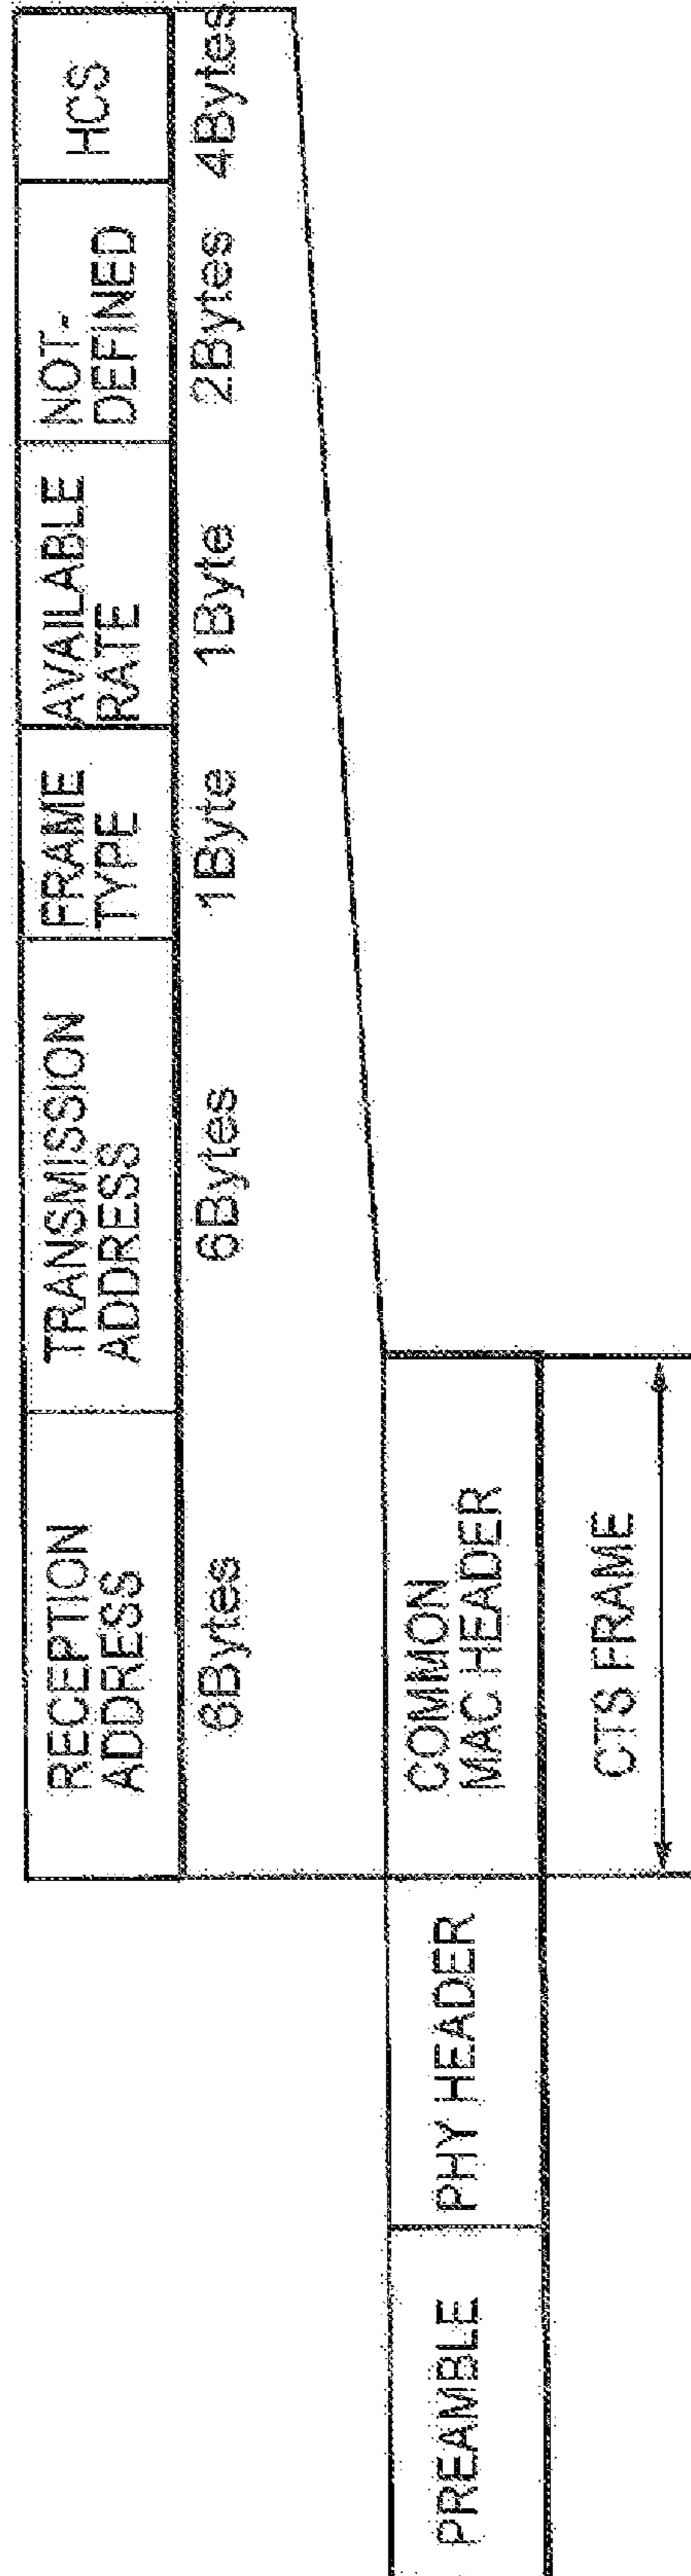 RECEPTION
ADDRESS
TRANSMISSION
ADDRESS
FRAME
TYPE
AVAILABLE
RATE
NOT-
DEFINED
HCS
6Bytes
6Bytes
1Byte
1Byte
2Bytes
4Bytes
PREAMBLE
PHY HEADER
COMMON
MAC HEADER
CTS FRAME